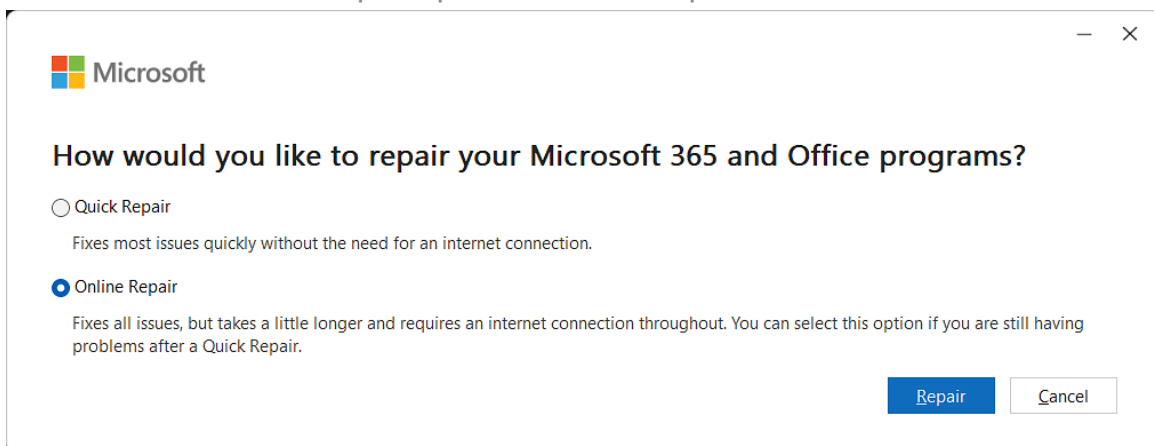 Microsoft
How would you like to repair your Microsoft 365 and Office programs?
Quick Repair
Fixes most issues quickly without the need for an internet connection.
Online Repair
Fixes all issues, but takes a little longer and requires an internet connection throughout. You can select this option if you are still having
problems after a Quick Repair.
Repair Cancel